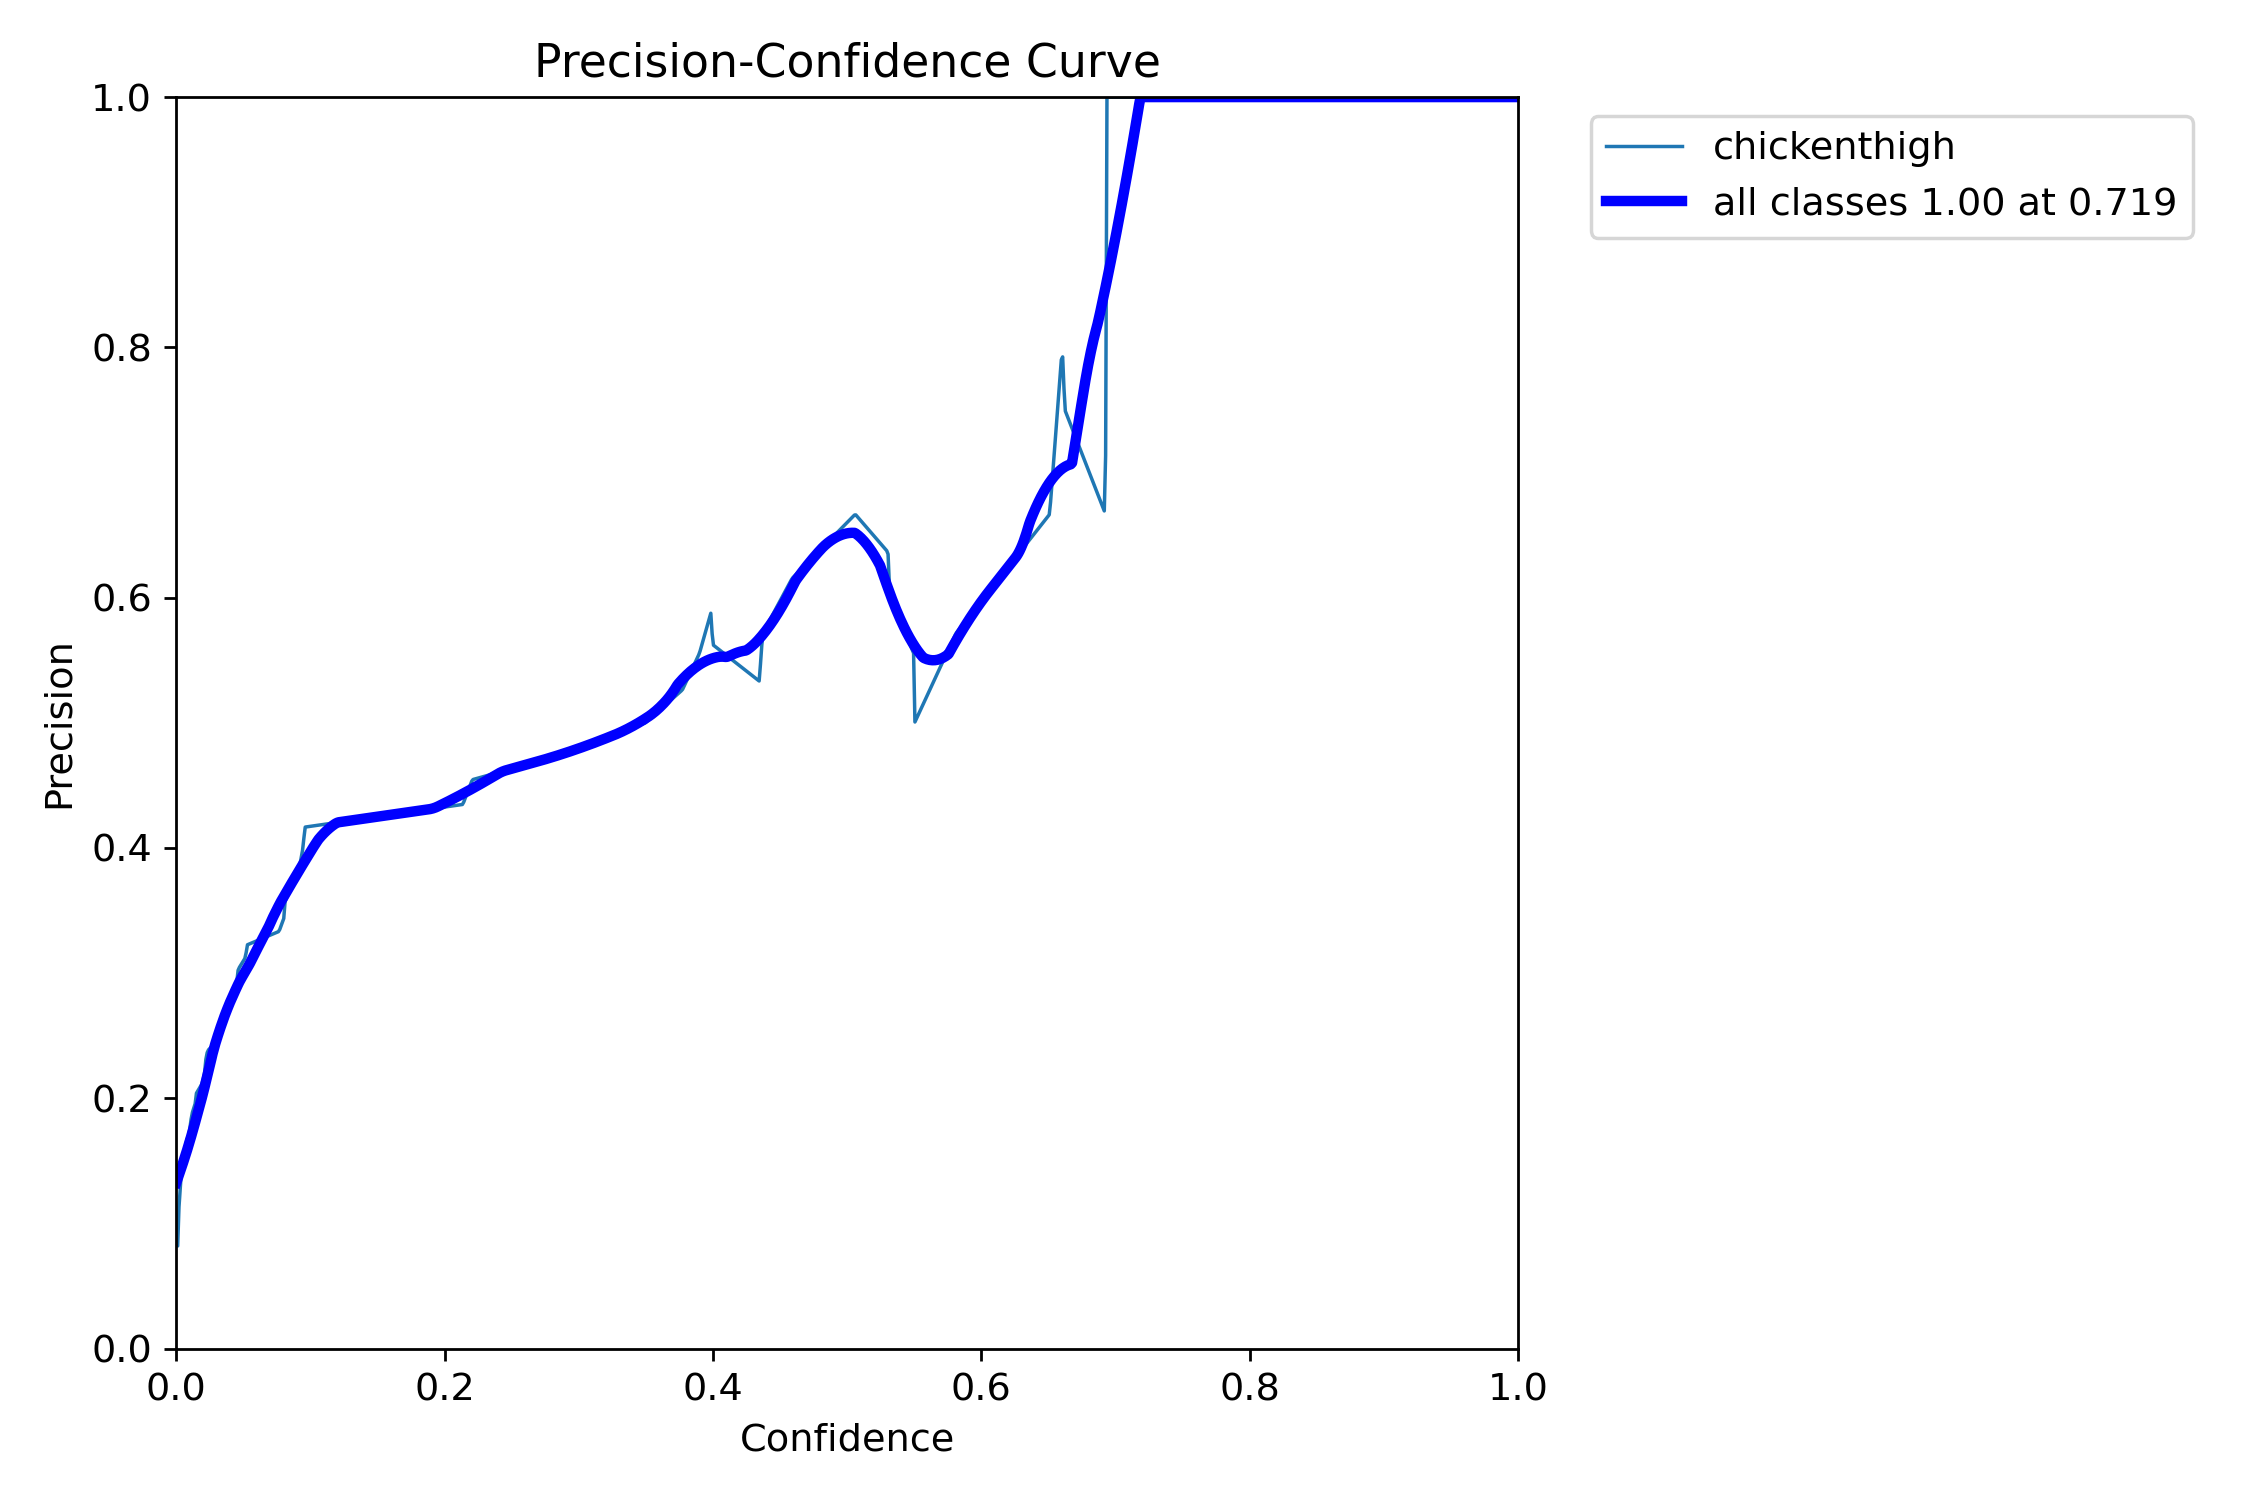 Precision-Confidence Curve
chickenthigh
all classes 1.00 at 0.719
1.0
0.8
0.6
0.4
0.2
0.0
Precision
0.0 0.2 0.4 0.6 0.8 1.0
Confidence